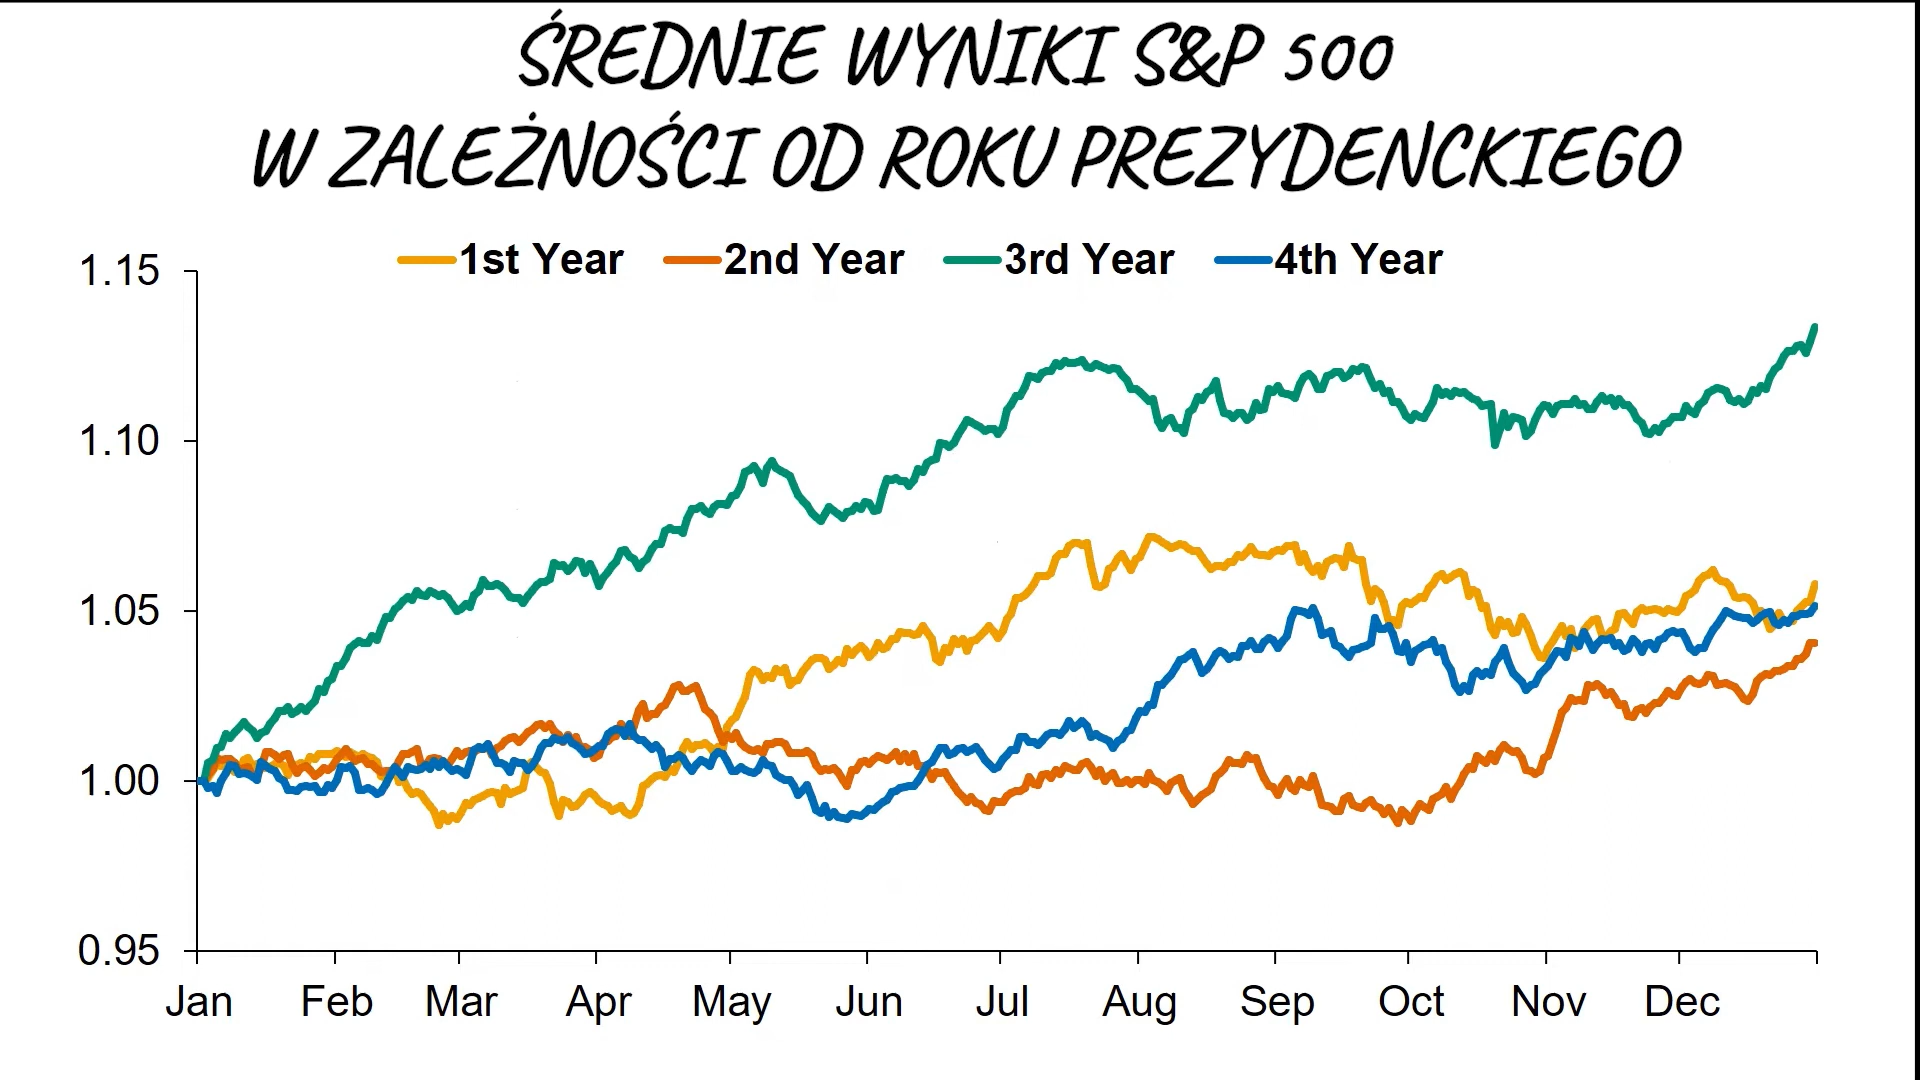 ŚREDNIE WYNIKI S&P 500
W ZALEŻNOŚCI OD ROKU PREZYDENCKIEGO
1st Year 2nd Year 3rd Year 4th Year
1.15
1.10
1.05
1.00
0.95
Jan Feb Mar Apr May Jun Jul Aug Sep Oct Nov Dec